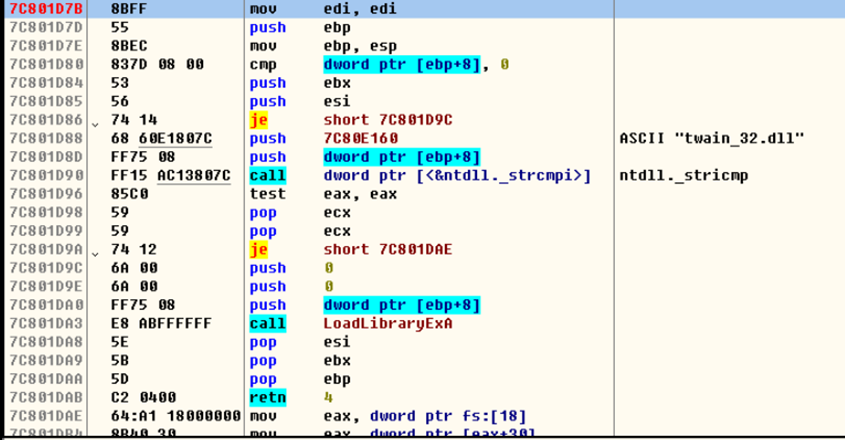 7C801D7B 8BFF mov edi, edi
7C801D7D 55 push ebp
7C801D7E 8BEC mov ebp, esp
7C801D80 837D 08 00 cmp dword ptr [ebp+8], 0
7C801D84 53 push ebx
7C801D85 56 push esi
7C801D86 74 14 je short 7C801D9C
7C801D88 68 60E1807C push 7C80E160 ASCII "twain_32.dll"
7C801D8D FF75 08 push dword ptr [ebp+8]
7C801D90 FF15 AC13807C call dword ptr [<&ntdll._strcmpi>] ntdll._stricmp
7C801D96 85C0 test eax, eax
7C801D98 59 pop ecx
7C801D99 59 pop ecx
7C801D9A 74 12 je short 7C801DAE
7C801D9C 6A 00 push 0
7C801D9E 6A 00 push 0
7C801DA0 FF75 08 push dword ptr [ebp+8]
7C801DA3 E8 ABFFFFFF call LoadLibraryExA
7C801DA8 5E pop esi
7C801DA9 5B pop ebx
7C801DAA 5D pop ebp
7C801DAB C2 0400 retn 4
7C801DAE 64:A1 18000000 mov eax, dword ptr fs:[18]
7C801DB4 8B40 30 mov eax, dword ptr [eax+30]